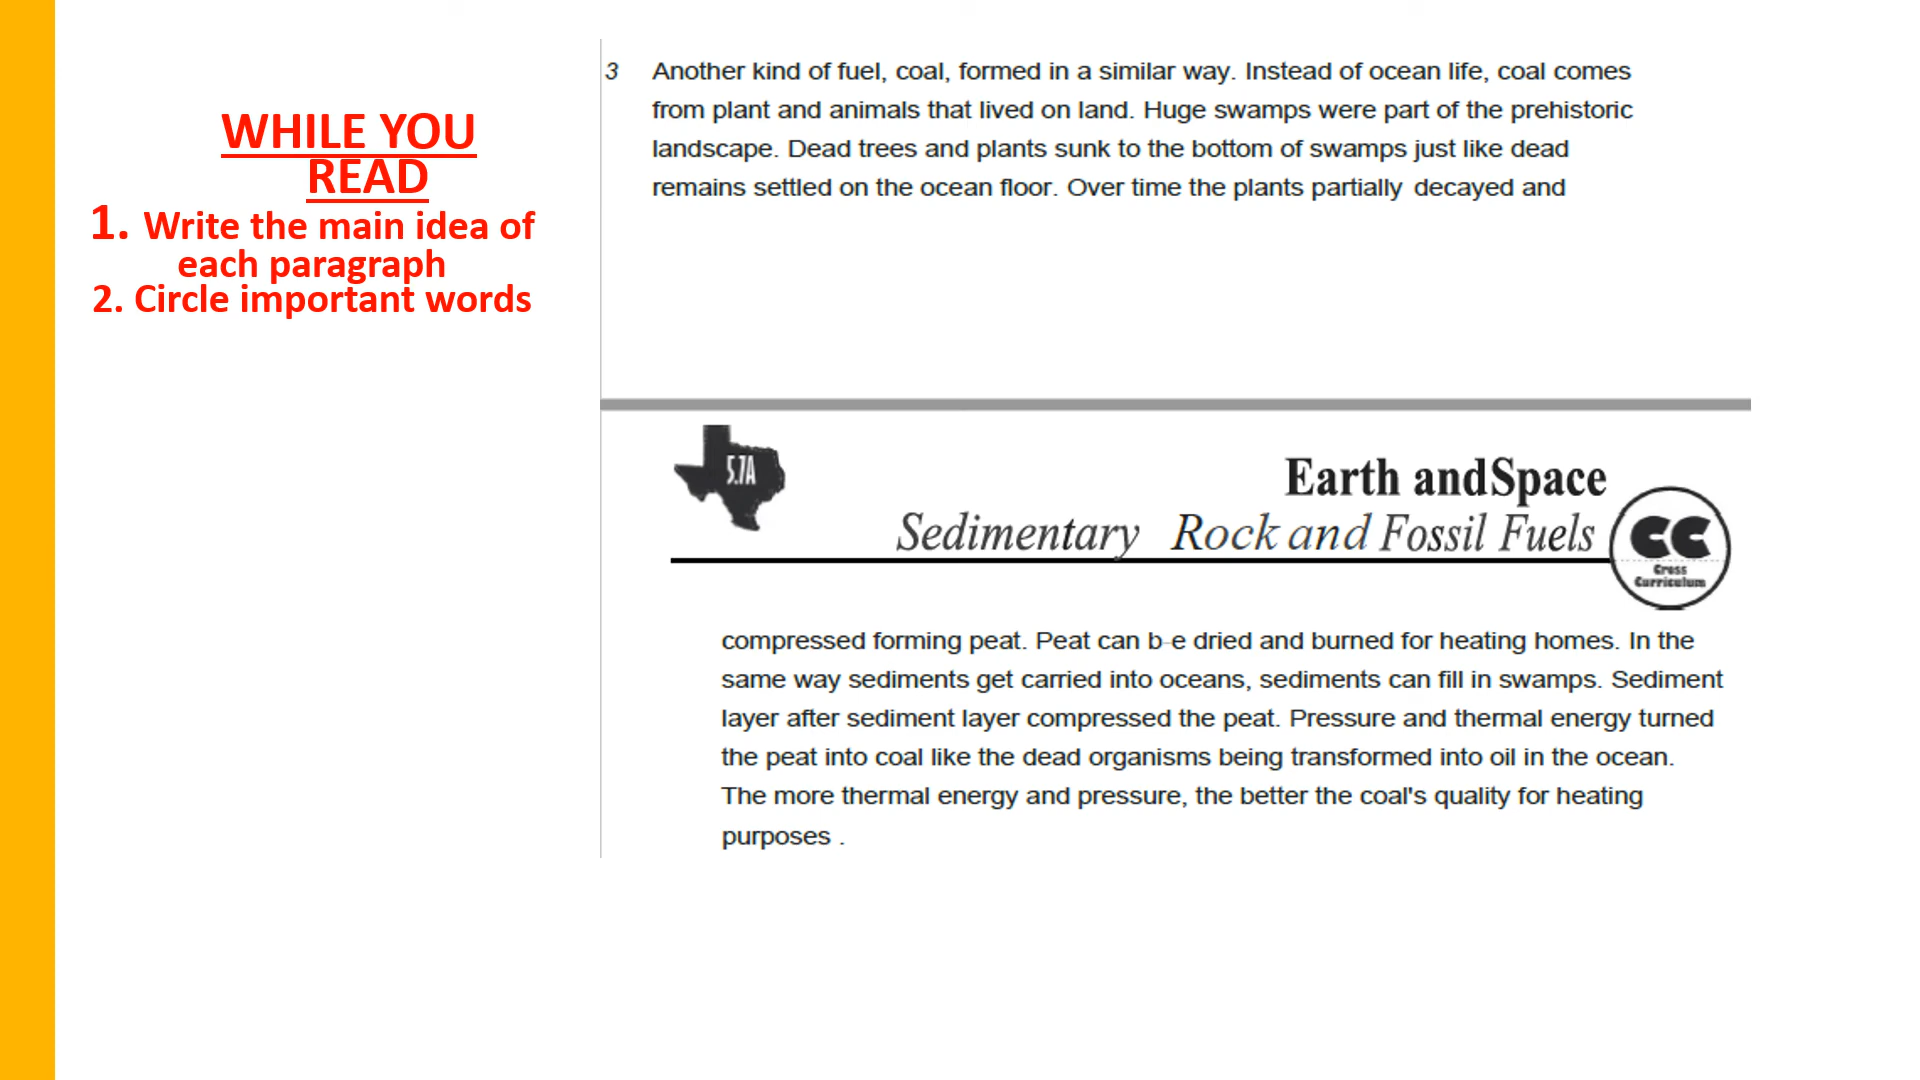 WHILE YOU
READ
1. Write the main idea of
each paragraph
2. Circle important words
3 Another kind of fuel, coal, formed in a similar way. Instead of ocean life, coal comes
from plant and animals that lived on land. Huge swamps were part of the prehistoric
landscape. Dead trees and plants sunk to the bottom of swamps just like dead
remains settled on the ocean floor. Over time the plants partially decayed and
5.7A
Earth andSpace
Sedimentary Rock and Fossil Fuels
CC
Cross
Curriculum
compressed forming peat. Peat can b-e dried and burned for heating homes. In the
same way sediments get carried into oceans, sediments can fill in swamps. Sediment
layer after sediment layer compressed the peat. Pressure and thermal energy turned
the peat into coal like the dead organisms being transformed into oil in the ocean.
The more thermal energy and pressure, the better the coal's quality for heating
purposes .